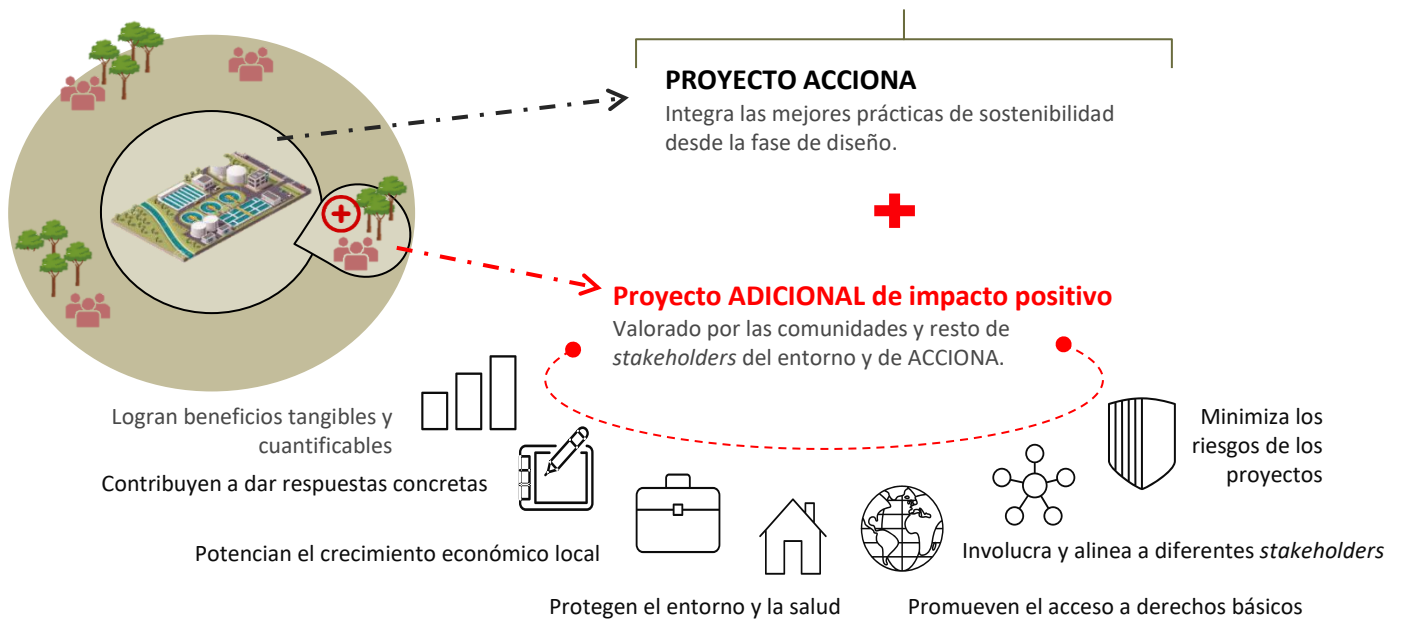 PROYECTO ACCIONA
Integra las mejores prácticas de sostenibilidad
desde la fase de diseño.
Proyecto ADICIONAL de impacto positivo
Valorado por las comunidades y resto de
stakeholders del entorno y de ACCIONA.
Logran beneficios tangibles y
cuantificables
Contribuyen a dar respuestas concretas
Potencian el crecimiento económico local
Protegen el entorno y la salud
Promueven el acceso a derechos básicos
Involucra y alinea a diferentes stakeholders
Minimiza los
riesgos de los
proyectos